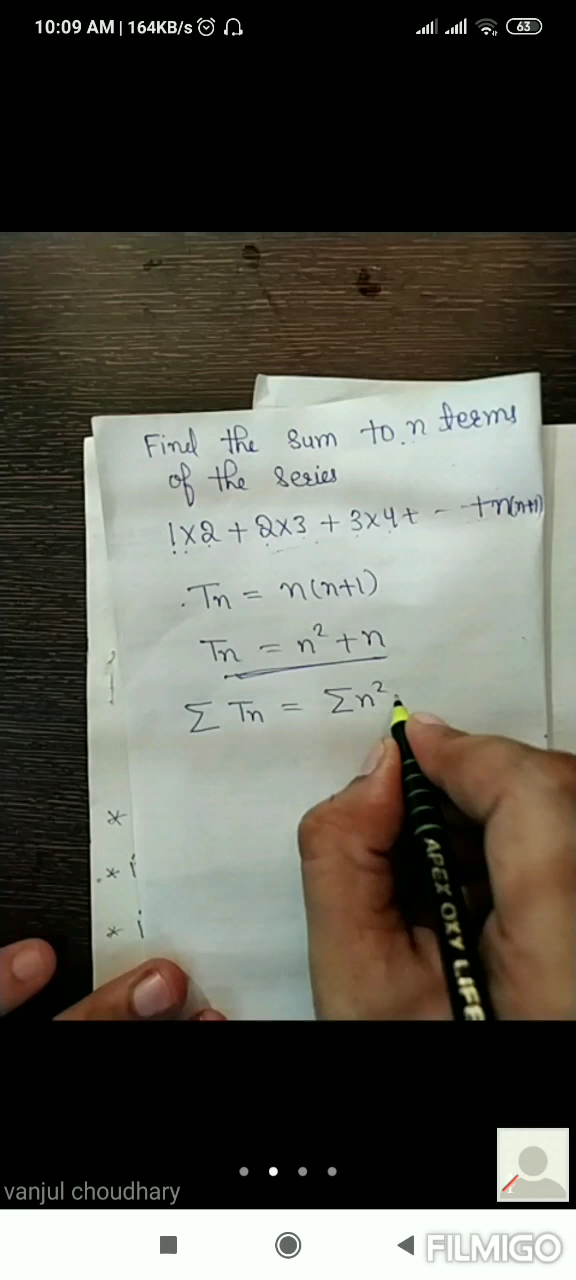 10:09 AM | 164KB/s
63
Find the sum to n terms
of the series
1×2 + 2×3 + 3×4+ - - +n(n+1)
Tn = n(n+1)
Tn = n²+n
Σ Tn = Σn²
*
* i
* i
APEX OXY LIFE
vanjul choudhary
FILMIGO